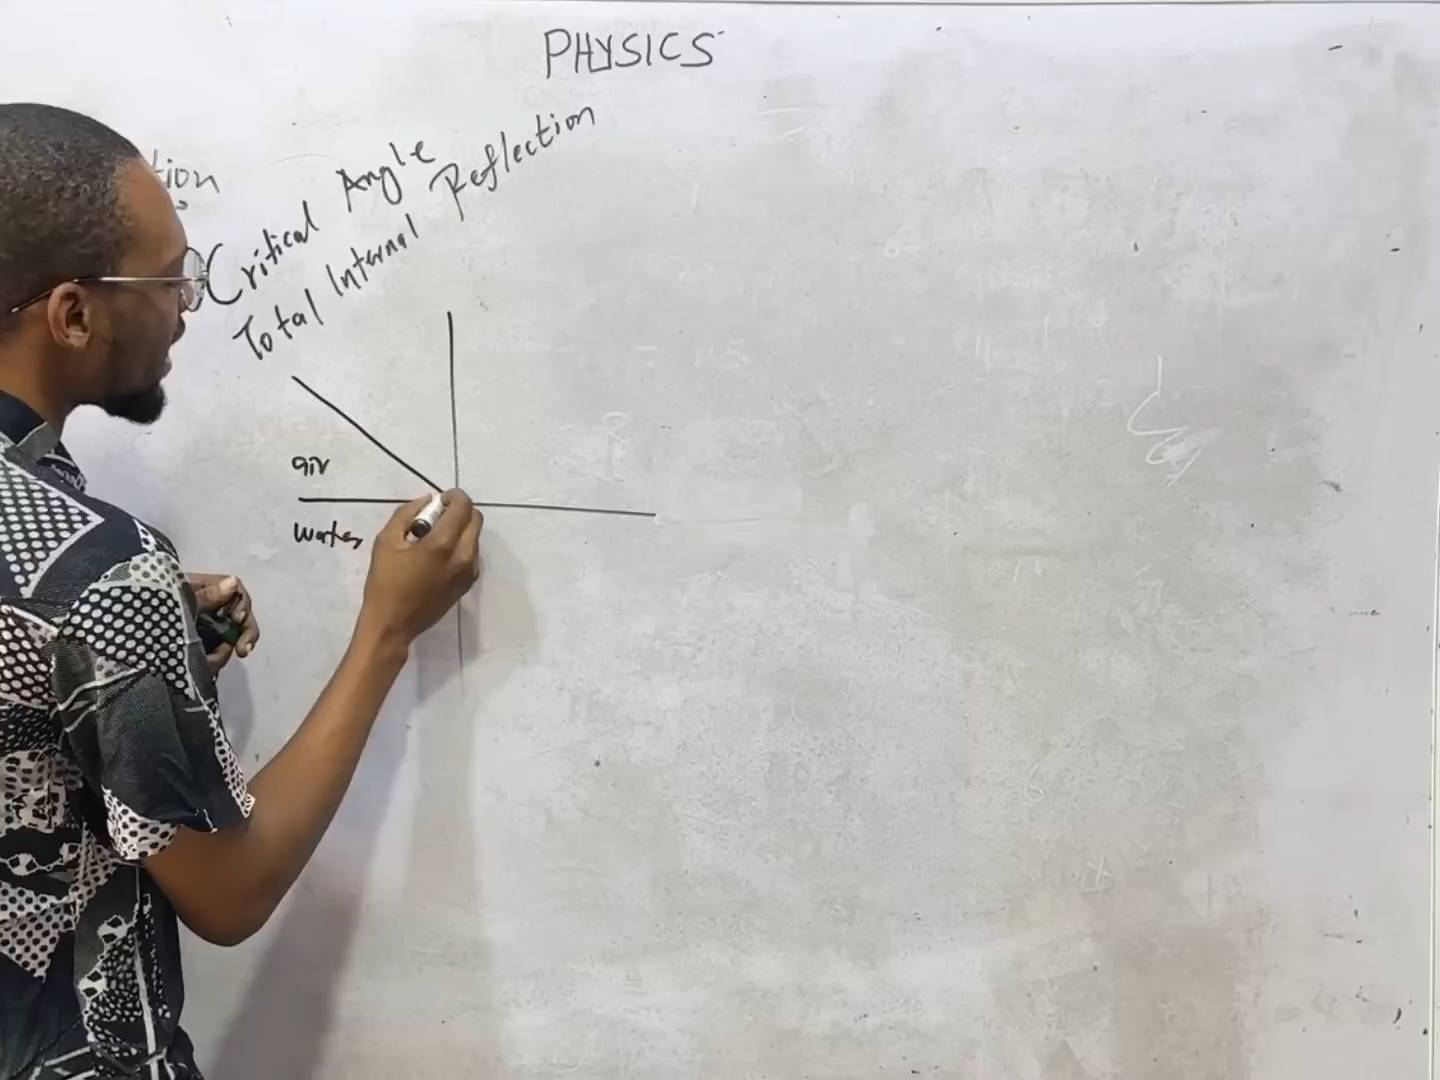 PHYSICS
tion
Critical Angle
Total Internal Reflection
air
water